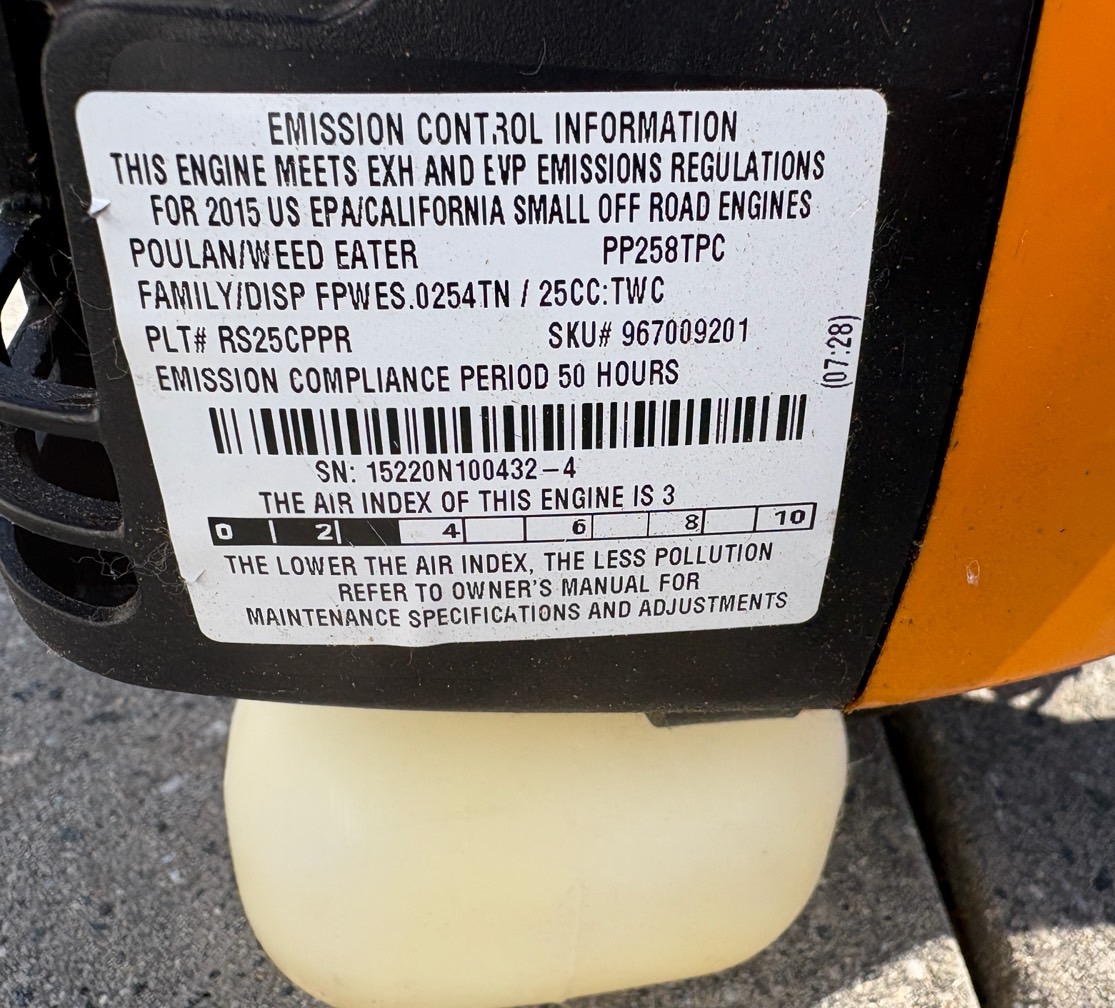 EMISSION CONTROL INFORMATION
THIS ENGINE MEETS EXH AND EVP EMISSIONS REGULATIONS
FOR 2015 US EPA/CALIFORNIA SMALL OFF ROAD ENGINES
POULAN/WEED EATER PP258TPC
FAMILY/DISP FPWES.0254TN / 25CC:TWC
PLT# RS25CPPR SKU# 967009201
EMISSION COMPLIANCE PERIOD 50 HOURS
(07:28)
SN: 15220N100432-4
THE AIR INDEX OF THIS ENGINE IS 3
0 2 4 6 8 10
THE LOWER THE AIR INDEX, THE LESS POLLUTION
REFER TO OWNER'S MANUAL FOR
MAINTENANCE SPECIFICATIONS AND ADJUSTMENTS